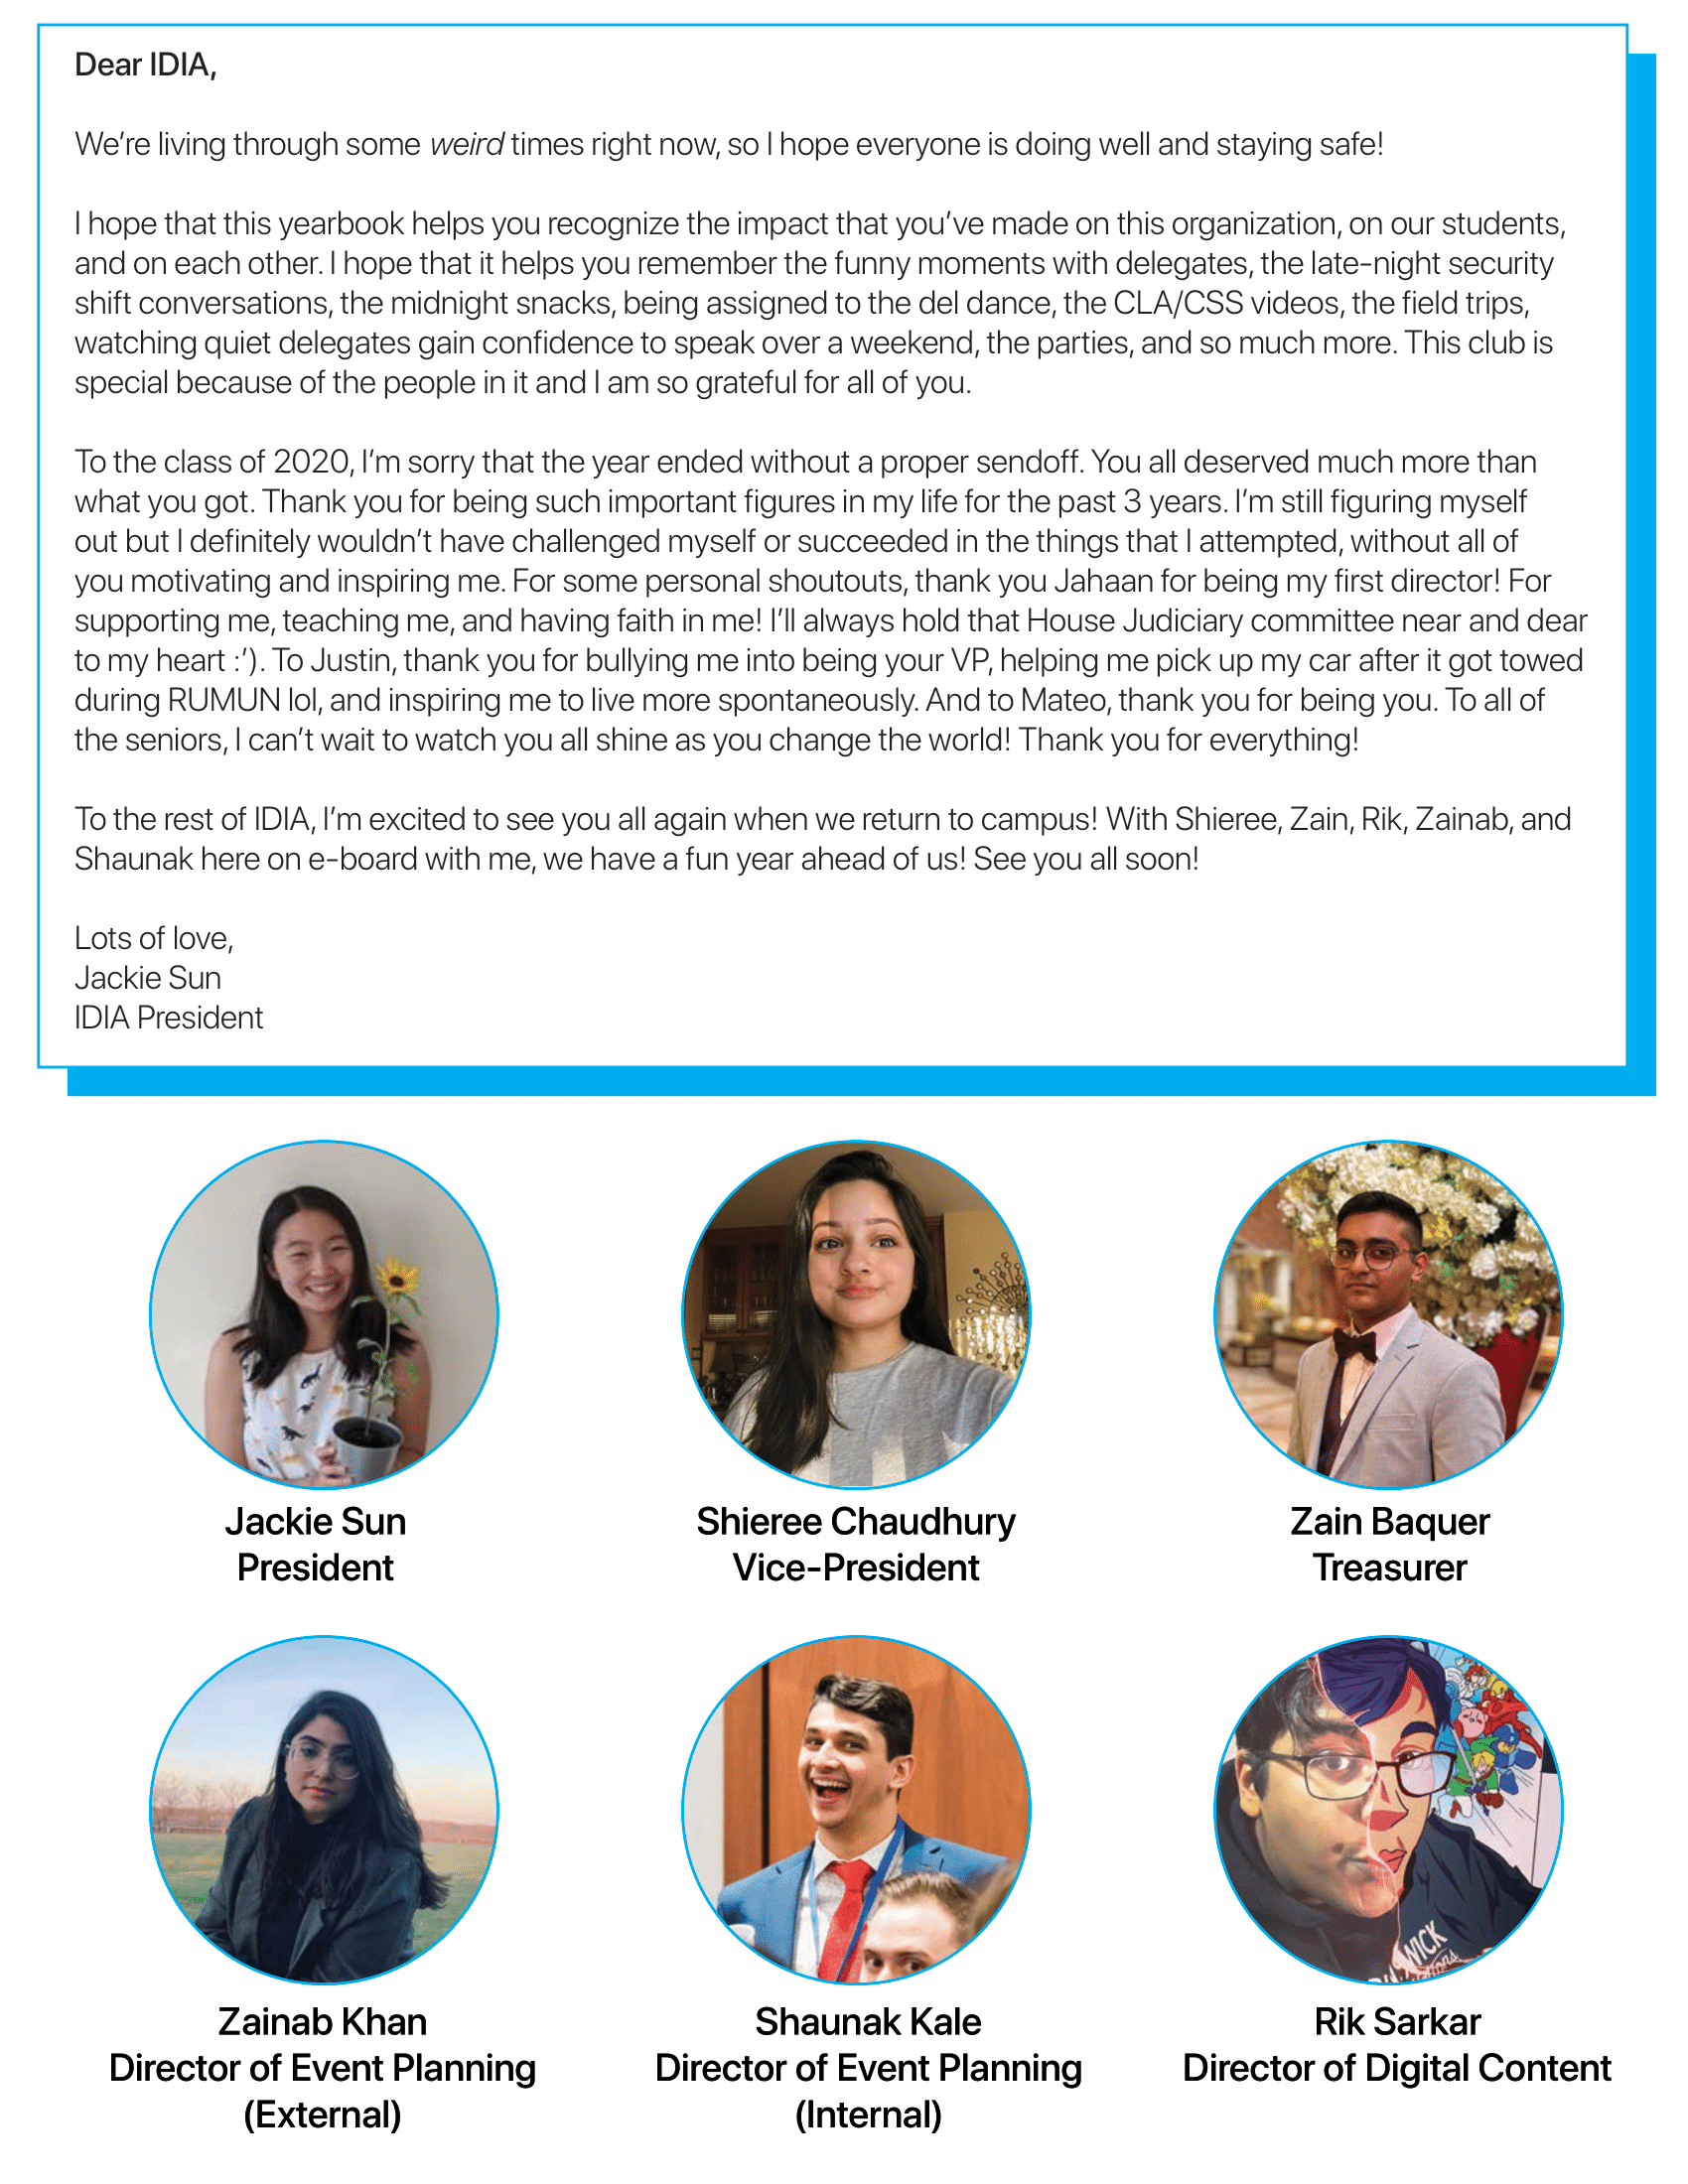 Dear IDIA,
We're living through some weird times right now, so I hope everyone is doing well and staying safe!
I hope that this yearbook helps you recognize the impact that you've made on this organization, on our students,
and on each other. I hope that it helps you remember the funny moments with delegates, the late-night security
shift conversations, the midnight snacks, being assigned to the del dance, the CLA/CSS videos, the field trips,
watching quiet delegates gain confidence to speak over a weekend, the parties, and so much more. This club is
special because of the people in it and I am so grateful for all of you.
To the class of 2020, I'm sorry that the year ended without a proper sendoff. You all deserved much more than
what you got. Thank you for being such important figures in my life for the past 3 years. I'm still figuring myself
out but I definitely wouldn't have challenged myself or succeeded in the things that I attempted, without all of
you motivating and inspiring me. For some personal shoutouts, thank you Jahaan for being my first director! For
supporting me, teaching me, and having faith in me! I'll always hold that House Judiciary committee near and dear
to my heart :'). To Justin, thank you for bullying me into being your VP, helping me pick up my car after it got towed
during RUMUN lol, and inspiring me to live more spontaneously. And to Mateo, thank you for being you. To all of
the seniors, I can't wait to watch you all shine as you change the world! Thank you for everything!
To the rest of IDIA, I'm excited to see you all again when we return to campus! With Shieree, Zain, Rik, Zainab, and
Shaunak here on e-board with me, we have a fun year ahead of us! See you all soon!
Lots of love,
Jackie Sun
IDIA President
Jackie Sun
President
Shieree Chaudhury
Vice-President
Zain Baquer
Treasurer
Zainab Khan
Director of Event Planning
(External)
Shaunak Kale
Director of Event Planning
(Internal)
Rik Sarkar
Director of Digital Content